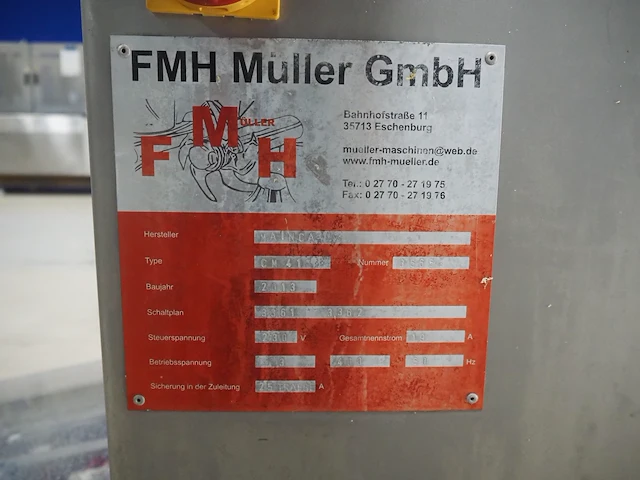 FMH Müller GmbH
FMH
MÜLLER
Bahnhofstraße 11
35713 Eschenburg
mueller-maschinen@web.de
www.fmh-mueller.de
Tel.: 0 27 70 - 27 19 75
Fax: 0 27 70 - 27 19 76
Hersteller MAINCA
Type Nummer
Baujahr 2013
Schaltplan
Steuerspannung V Gesamtnennstrom A
Betriebsspannung Hz
Sicherung in der Zuleitung A